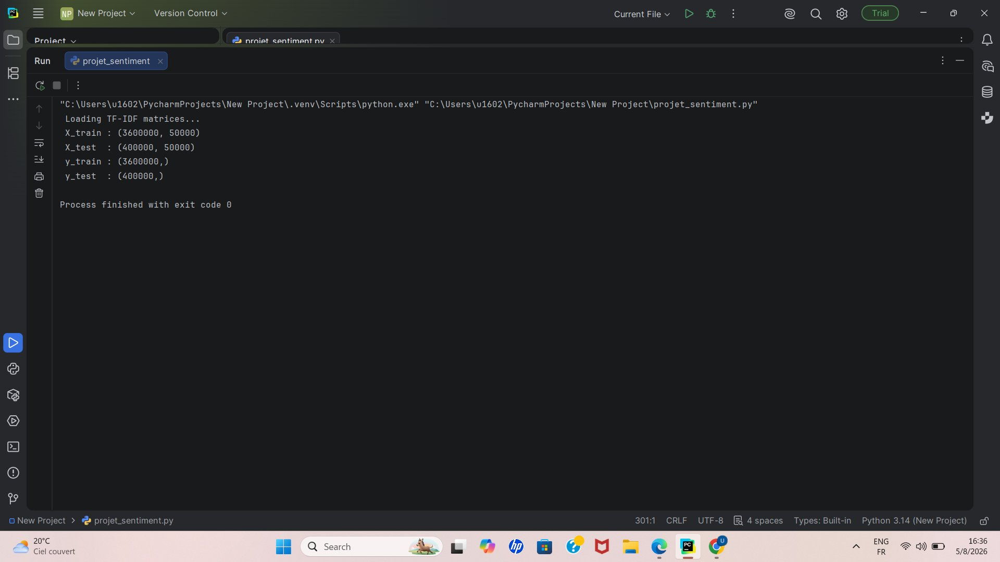 NP New Project Version Control Current File Trial
Project projet_sentiment.py
Run projet_sentiment
"C:\Users\u1602\PycharmProjects\New Project\.venv\Scripts\python.exe" "C:\Users\u1602\PycharmProjects\New Project\projet_sentiment.py"
Loading TF-IDF matrices...
X_train : (3600000, 50000)
X_test  : (400000, 50000)
y_train : (3600000,)
y_test  : (400000,)
Process finished with exit code 0
New Project > projet_sentiment.py 301:1 CRLF UTF-8 4 spaces Types: Built-in Python 3.14 (New Project)
20°C
Ciel couvert
Search
ENG
FR
16:36
5/8/2026